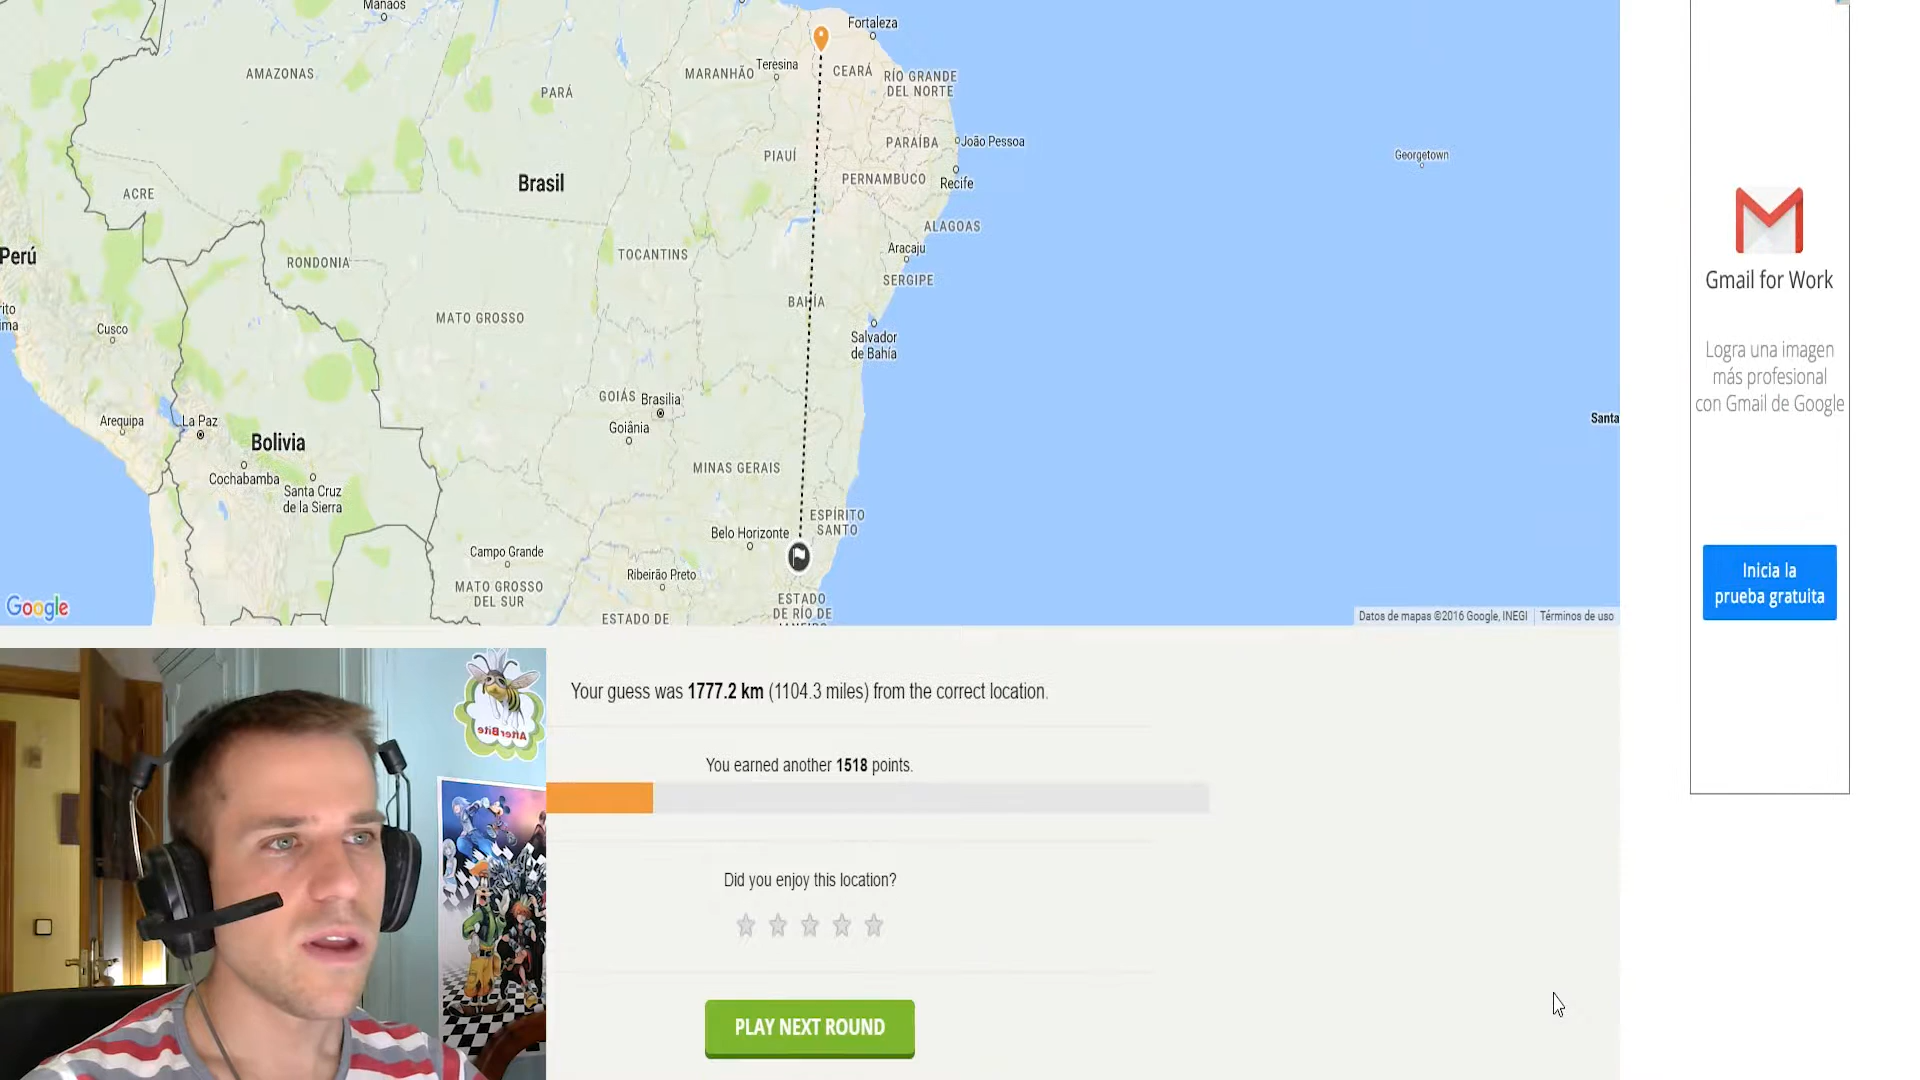 Manaos
Fortaleza
Teresina
AMAZONAS
MARANHÃO
CEARÁ
RÍO GRANDE
DEL NORTE
PARÁ
João Pessoa
PARAÍBA
Georgetown
PIAUÍ
Brasil
PERNAMBUCO
Recife
ACRE
ALAGOAS
Aracaju
TOCANTINS
Perú
RONDONIA
SERGIPE
BAHÍA
MATO GROSSO
Cusco
Salvador
de Bahía
GOIÁS
Brasilia
Arequipa
La Paz
Goiânia
Santa
Bolivia
MINAS GERAIS
Cochabamba
Santa Cruz
de la Sierra
ESPÍRITO
SANTO
Belo Horizonte
Campo Grande
Ribeirão Preto
MATO GROSSO
DEL SUR
ESTADO
DE RÍO DE
JANEIRO
ESTADO DE
Google
Datos de mapas ©2016 Google, INEGI
Términos de uso
Gmail for Work
Logra una imagen
más profesional
con Gmail de Google
Inicia la
prueba gratuita
AfterBite
Your guess was 1777.2 km (1104.3 miles) from the correct location.
You earned another 1518 points.
Did you enjoy this location?
PLAY NEXT ROUND